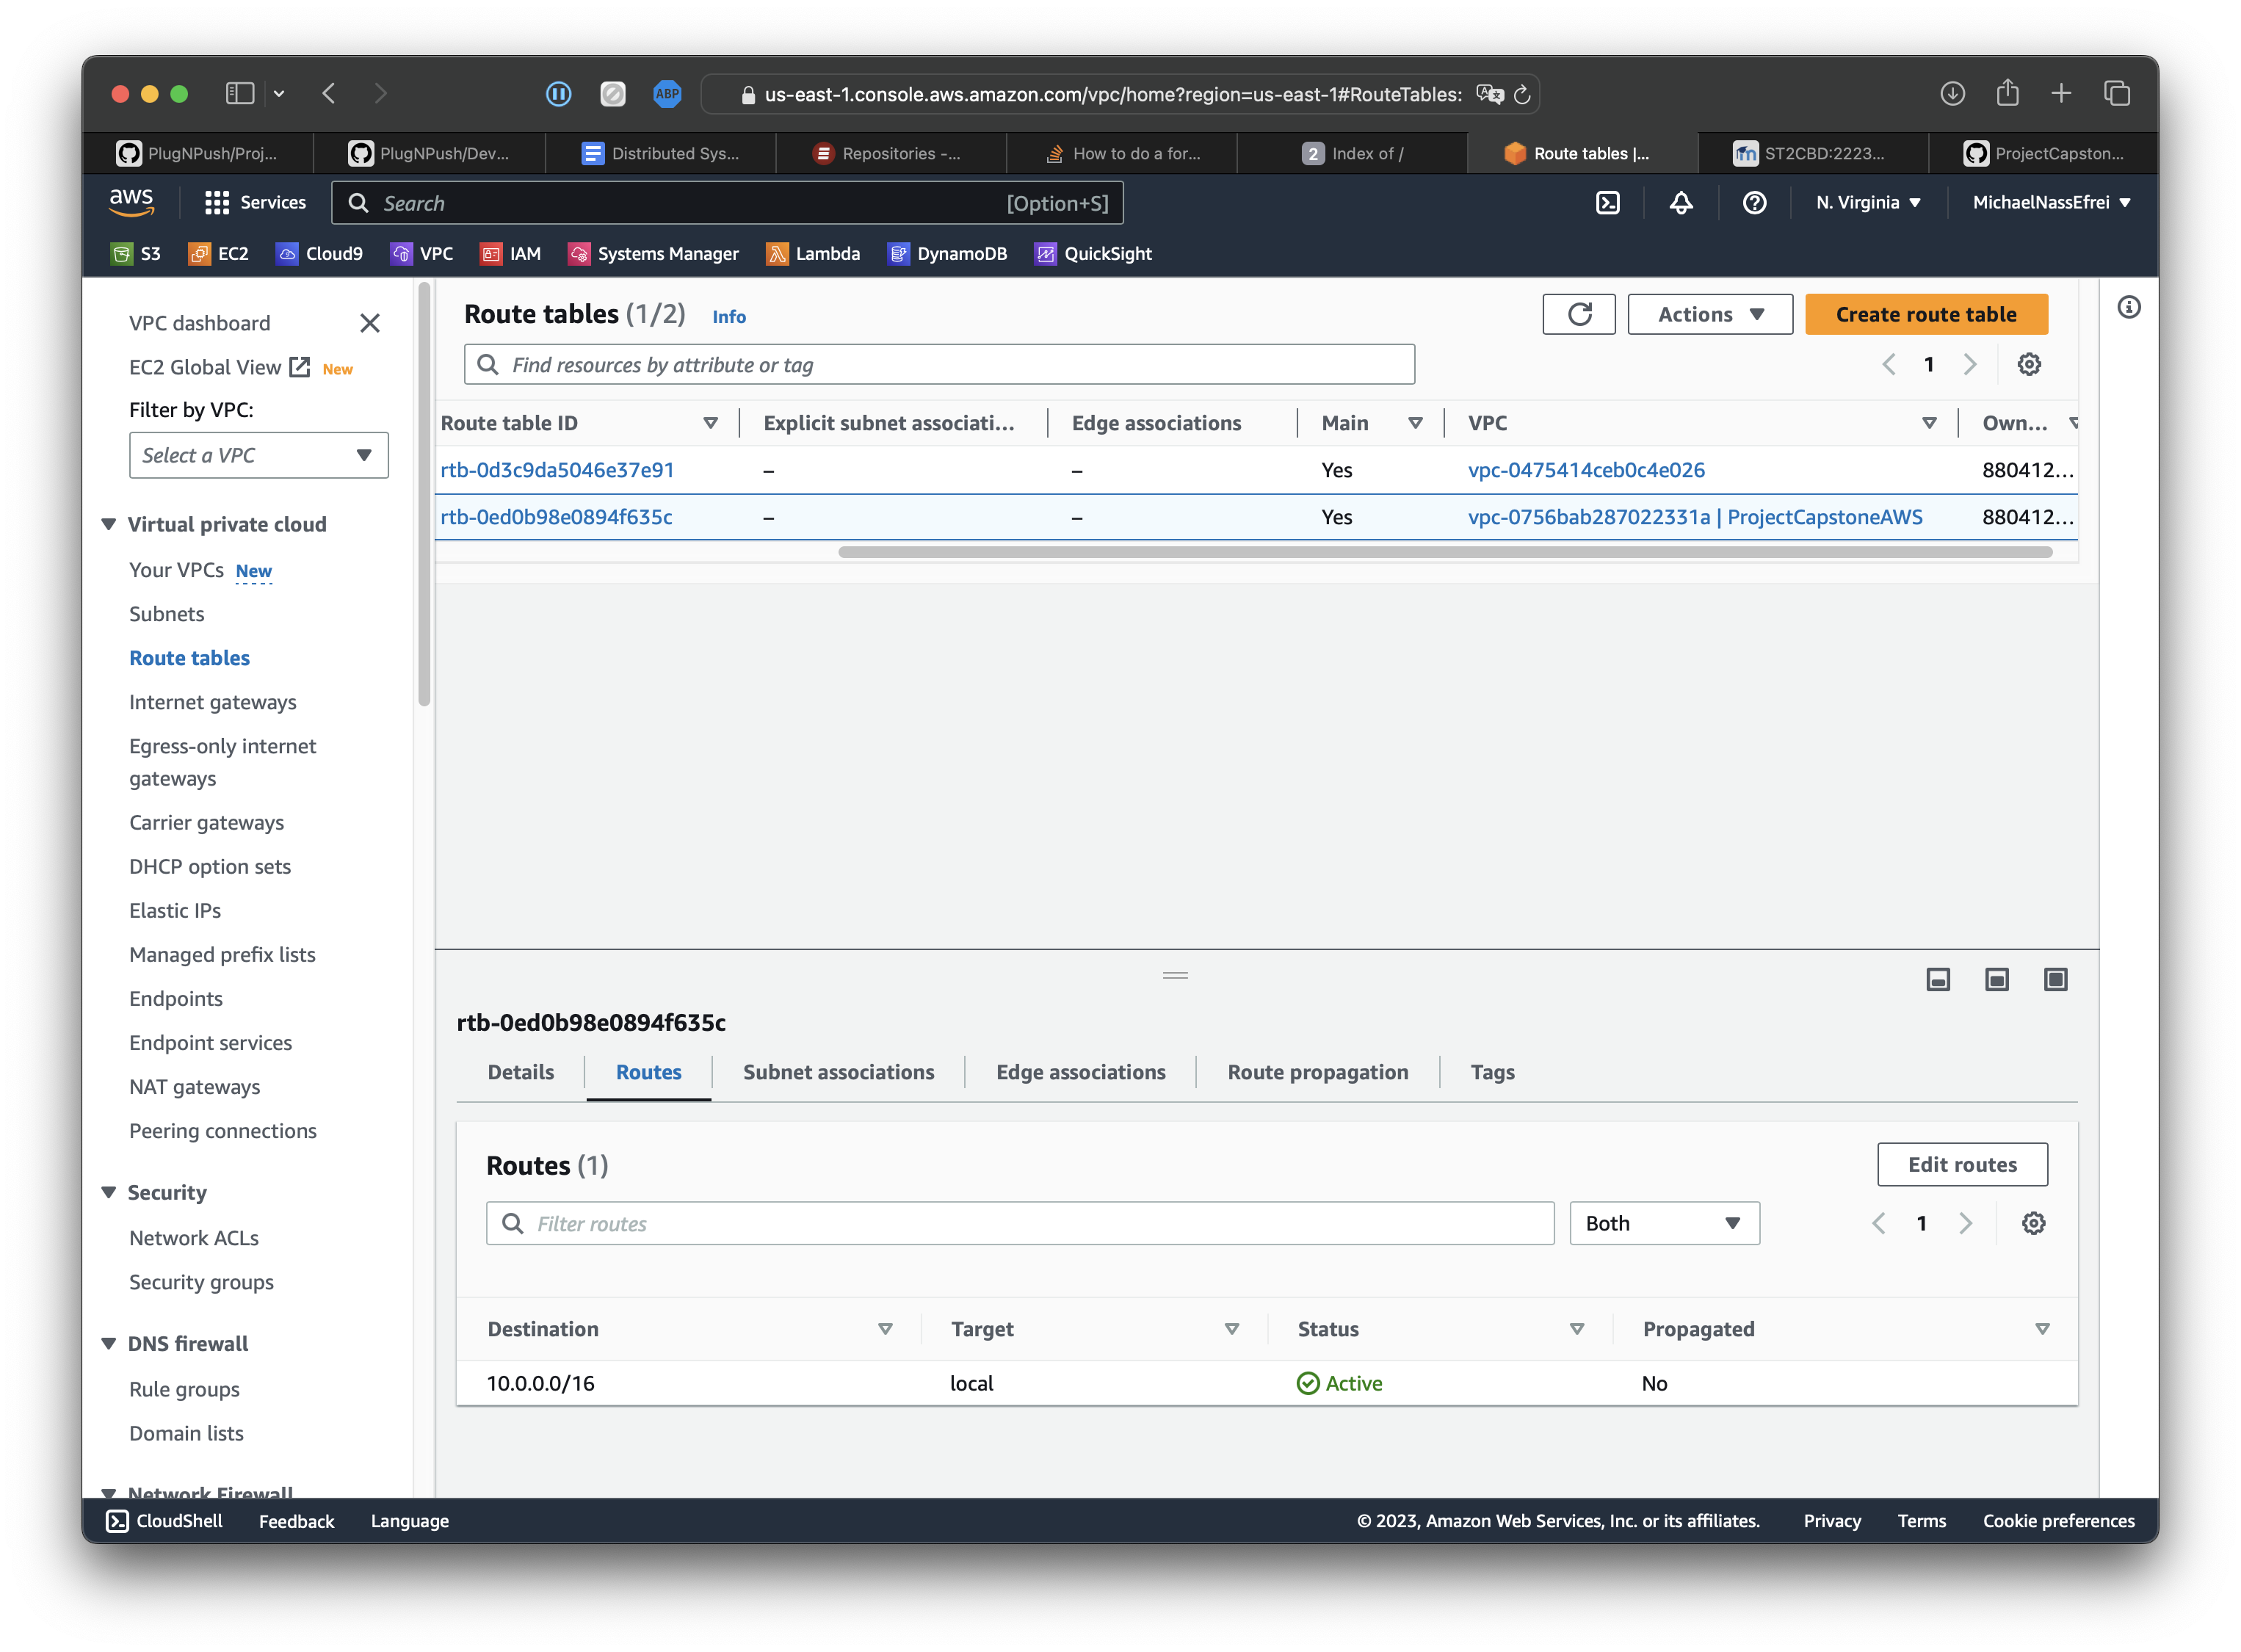 ABP
us-east-1.console.aws.amazon.com/vpc/home?region=us-east-1#RouteTables:
PlugNPush/Proj...
PlugNPush/Dev...
Distributed Sys...
Repositories -...
How to do a for...
2 Index of /
Route tables |...
ST2CBD:2223...
ProjectCapston...
aws
Services
Search
[Option+S]
N. Virginia
MichaelNassEfrei
S3
EC2
Cloud9
VPC
IAM
Systems Manager
Lambda
DynamoDB
QuickSight
VPC dashboard
EC2 Global View New
Filter by VPC:
Select a VPC
Virtual private cloud
Your VPCs New
Subnets
Route tables
Internet gateways
Egress-only internet
gateways
Carrier gateways
DHCP option sets
Elastic IPs
Managed prefix lists
Endpoints
Endpoint services
NAT gateways
Peering connections
Security
Network ACLs
Security groups
DNS firewall
Rule groups
Domain lists
Network Firewall
Route tables (1/2) Info
Actions
Create route table
Find resources by attribute or tag
1
Route table ID Explicit subnet associati... Edge associations Main VPC Own...
rtb-0d3c9da5046e37e91 – – Yes vpc-0475414ceb0c4e026 880412...
rtb-0ed0b98e0894f635c – – Yes vpc-0756bab287022331a | ProjectCapstoneAWS 880412...
rtb-0ed0b98e0894f635c
Details Routes Subnet associations Edge associations Route propagation Tags
Routes (1)
Edit routes
Filter routes
Both
1
Destination Target Status Propagated
10.0.0.0/16 local Active No
CloudShell Feedback Language
© 2023, Amazon Web Services, Inc. or its affiliates. Privacy Terms Cookie preferences